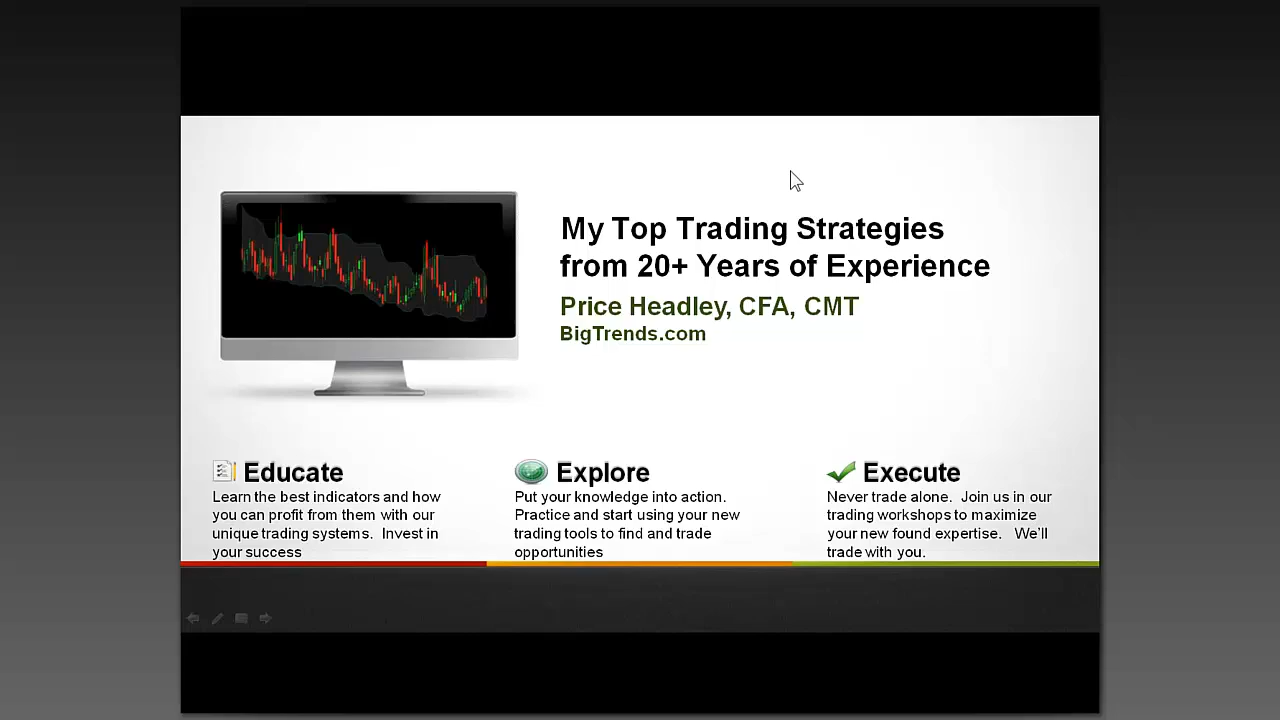 My Top Trading Strategies
from 20+ Years of Experience
Price Headley, CFA, CMT
BigTrends.com
Educate
Learn the best indicators and how
you can profit from them with our
unique trading systems.  Invest in
your success
Explore
Put your knowledge into action.
Practice and start using your new
trading tools to find and trade
opportunities
Execute
Never trade alone.  Join us in our
trading workshops to maximize
your new found expertise.   We'll
trade with you.